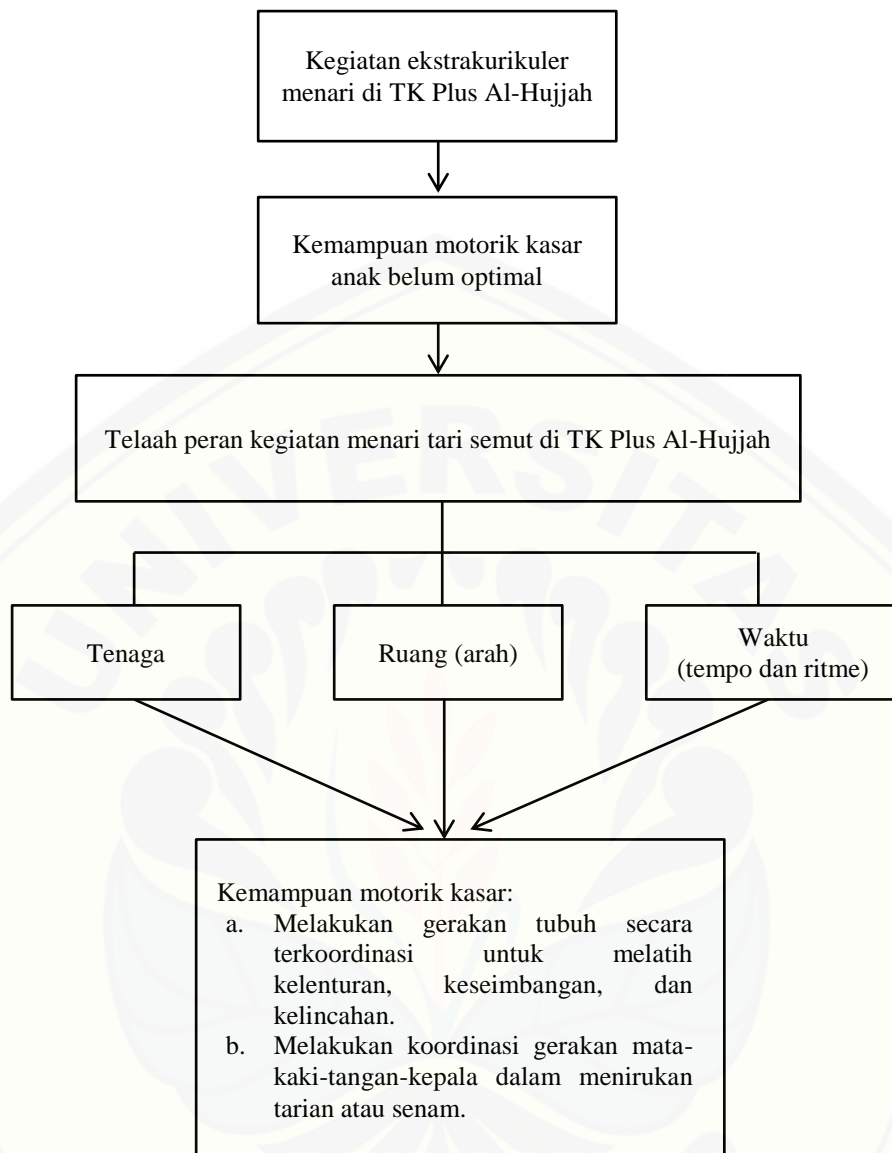 Kegiatan ekstrakurikuler
menari di TK Plus Al-Hujjah
Kemampuan motorik kasar
anak belum optimal
Telaah peran kegiatan menari tari semut di TK Plus Al-Hujjah
UNIVERSITAS
Tenaga
Ruang (arah)
Waktu
(tempo dan ritme)
Kemampuan motorik kasar:
a. Melakukan gerakan tubuh secara
terkoordinasi untuk melatih
kelenturan, keseimbangan, dan
kelincahan.
b. Melakukan koordinasi gerakan mata-
kaki-tangan-kepala dalam menirukan
tarian atau senam.